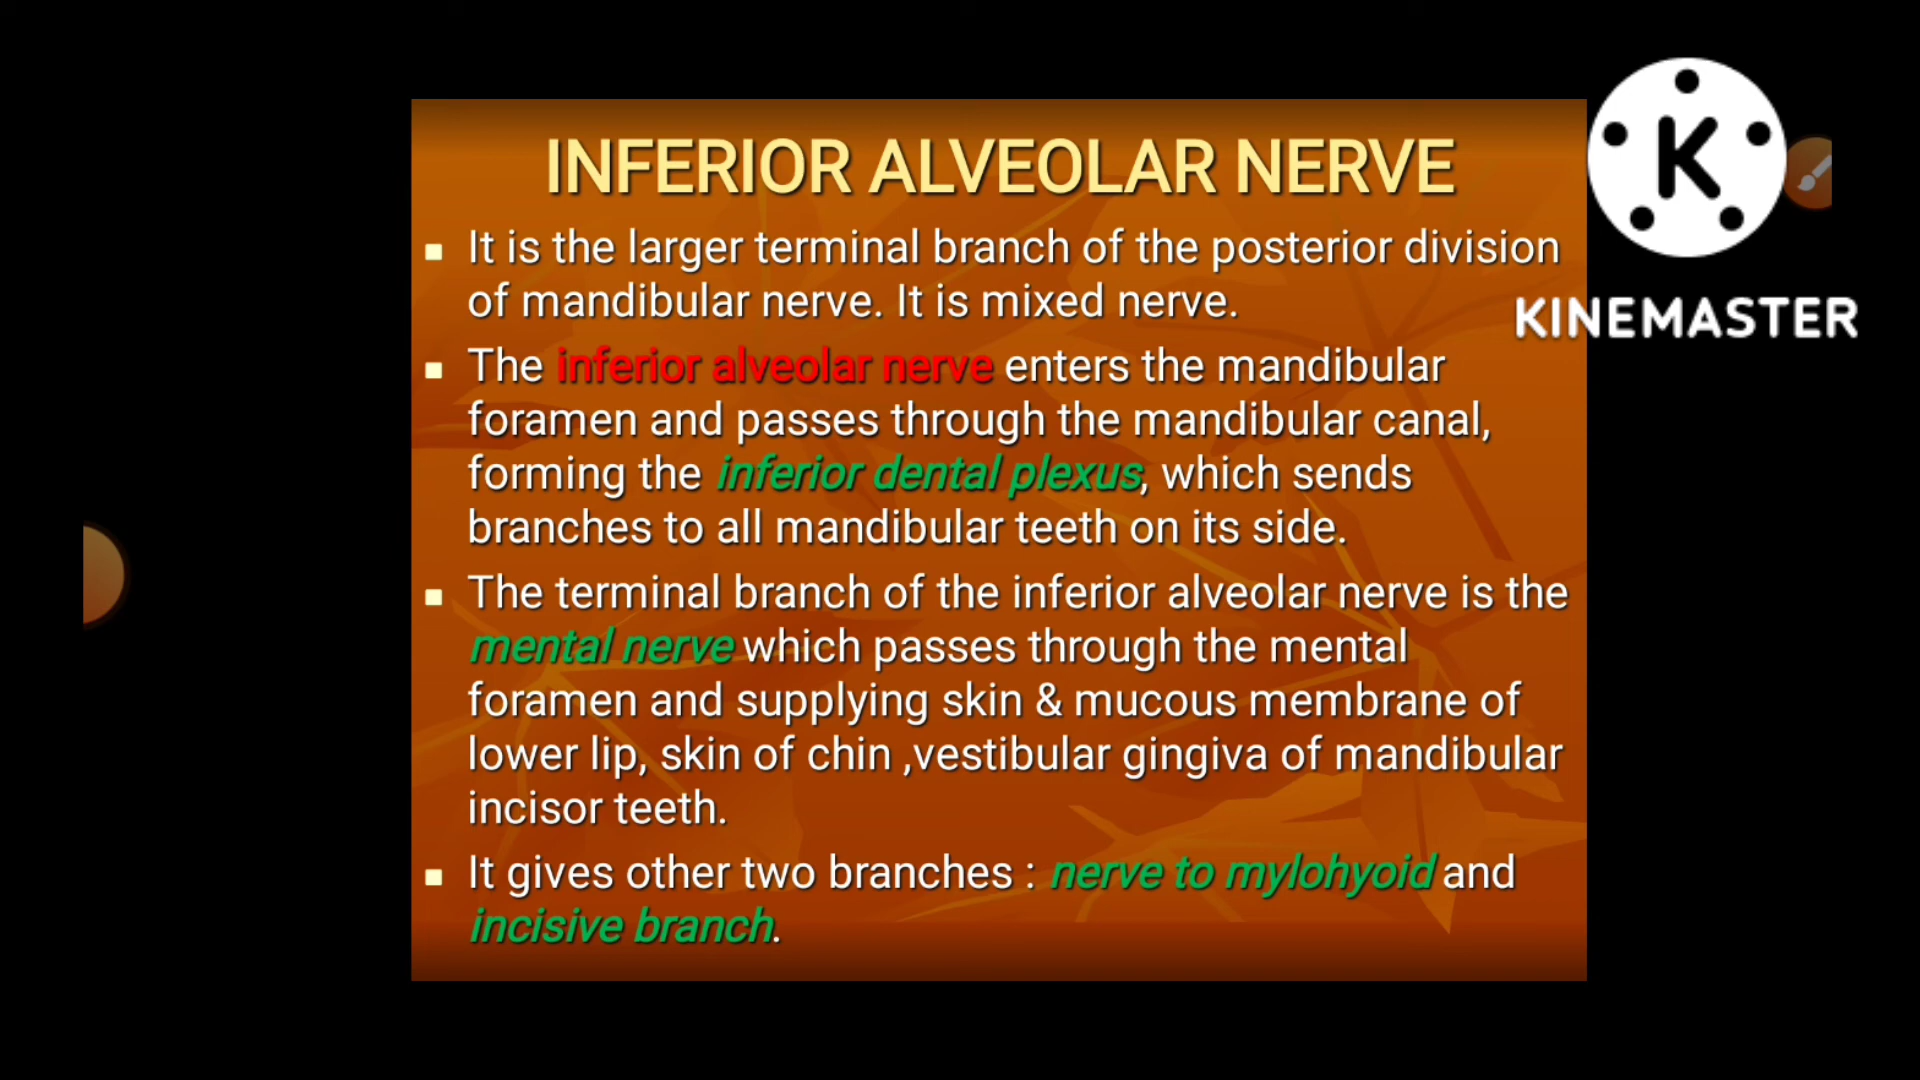 INFERIOR ALVEOLAR NERVE
It is the larger terminal branch of the posterior division
of mandibular nerve. It is mixed nerve.
The inferior alveolar nerve enters the mandibular
foramen and passes through the mandibular canal,
forming the inferior dental plexus, which sends
branches to all mandibular teeth on its side.
The terminal branch of the inferior alveolar nerve is the
mental nerve which passes through the mental
foramen and supplying skin & mucous membrane of
lower lip, skin of chin ,vestibular gingiva of mandibular
incisor teeth.
It gives other two branches : nerve to mylohyoid and
incisive branch.
K
KINEMASTER